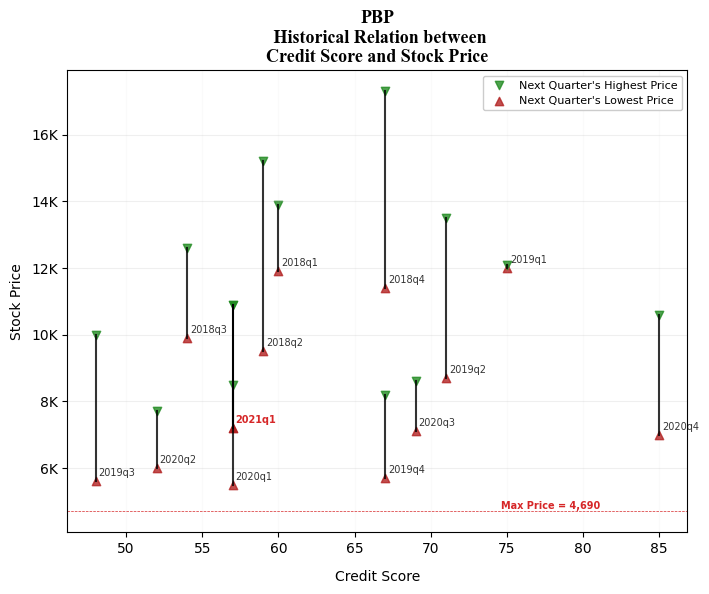 PBP
Historical Relation between
Credit Score and Stock Price
Next Quarter's Highest Price
Next Quarter's Lowest Price
16K
14K
12K
10K
8K
6K
Stock Price
2019q1
2018q1
2018q4
2018q3
2018q2
2019q2
2021q1
2020q3
2020q4
2020q2
2019q3
2020q1
2019q4
Max Price = 4,690
50 55 60 65 70 75 80 85
Credit Score